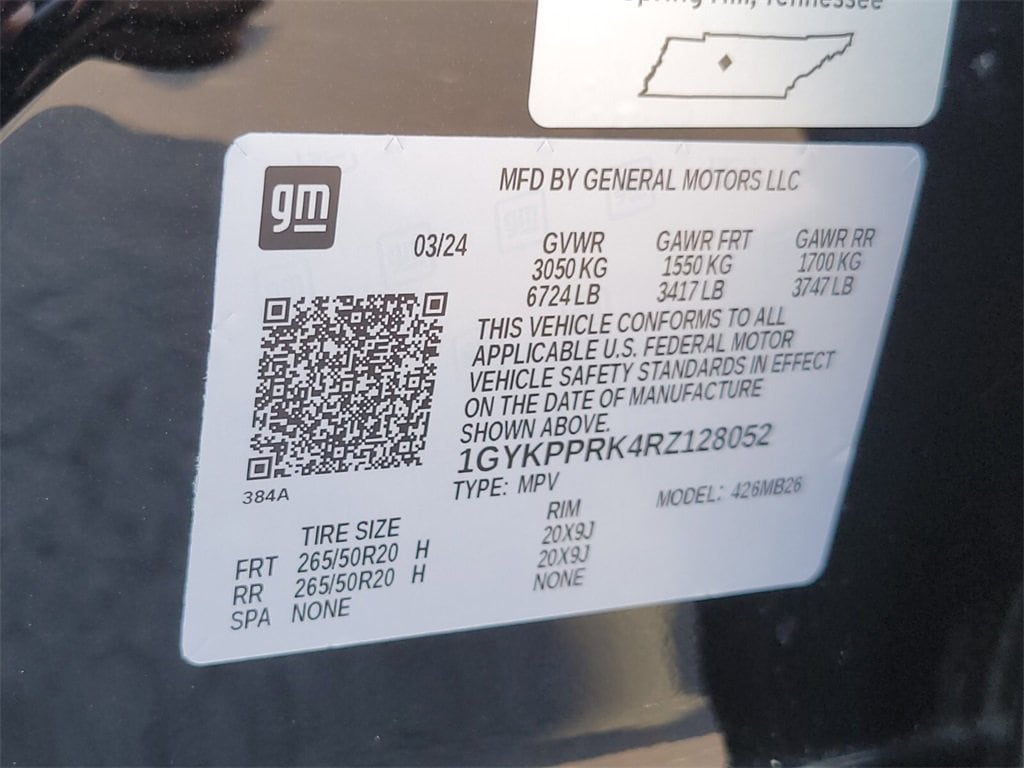 Spring Hill, Tennessee
gm
MFD BY GENERAL MOTORS LLC
03/24 GVWR GAWR FRT GAWR RR
3050 KG 1550 KG 1700 KG
6724 LB 3417 LB 3747 LB
THIS VEHICLE CONFORMS TO ALL
APPLICABLE U.S. FEDERAL MOTOR
VEHICLE SAFETY STANDARDS IN EFFECT
ON THE DATE OF MANUFACTURE
SHOWN ABOVE.
1GYKPPRK4RZ128052
384A
TYPE: MPV MODEL: 426MB26
TIRE SIZE RIM
FRT 265/50R20 H 20X9J
RR 265/50R20 H 20X9J
SPA NONE NONE